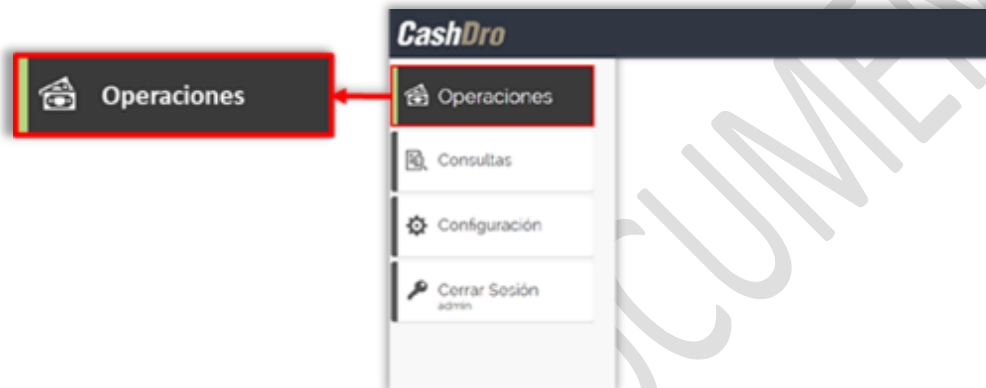 CashDro
Operaciones
Operaciones
Consultas
Configuración
Cerrar Sesión
admin